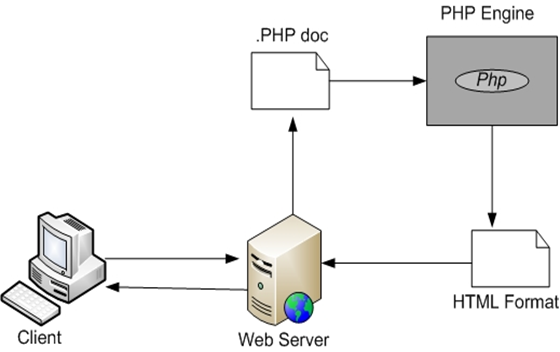 PHP Engine
.PHP doc
Php
HTML Format
Client
Web Server